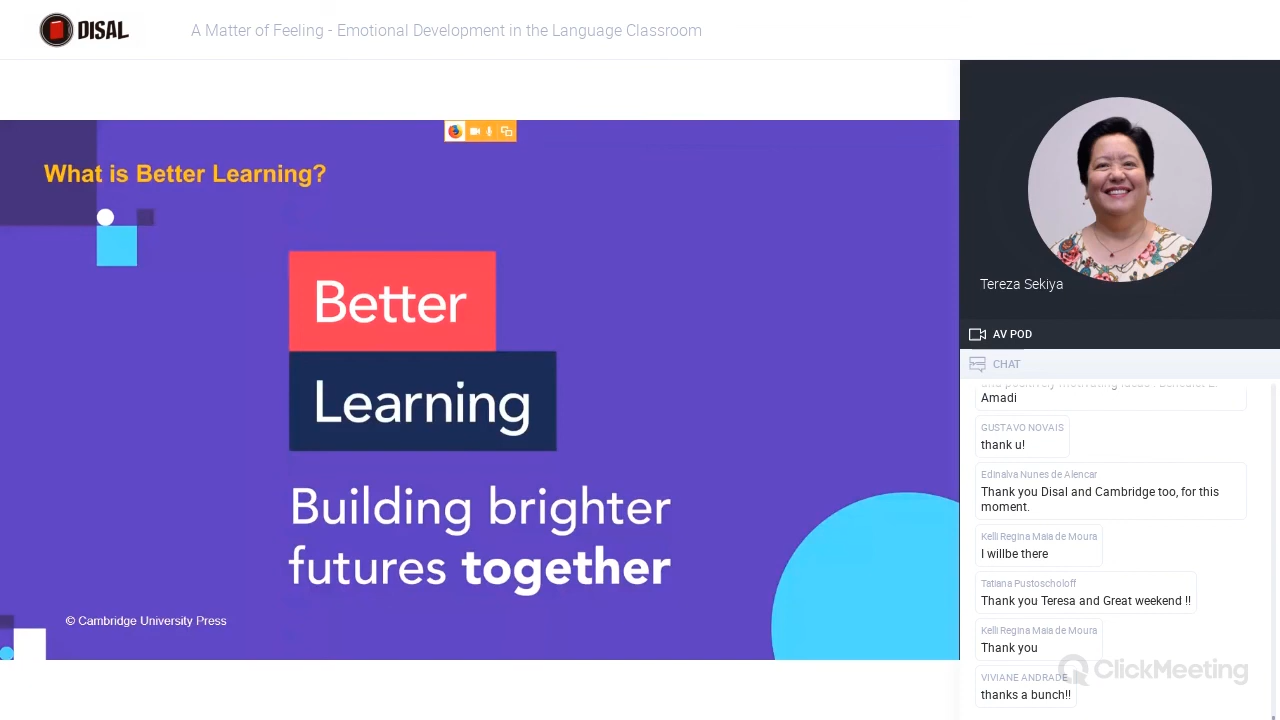 DISAL
A Matter of Feeling - Emotional Development in the Language Classroom
What is Better Learning?
Better
Learning
Building brighter
futures together
© Cambridge University Press
Tereza Sekiya
AV POD
CHAT
Amadi
GUSTAVO NOVAIS
thank u!
Edinalva Nunes de Alencar
Thank you Disal and Cambridge too, for this
moment.
Kelli Regina Maia de Moura
I willbe there
Tatiana Pustoscholoff
Thank you Teresa and Great weekend !!
Kelli Regina Maia de Moura
Thank you
VIVIANE ANDRADE
thanks a bunch!!
ClickMeeting